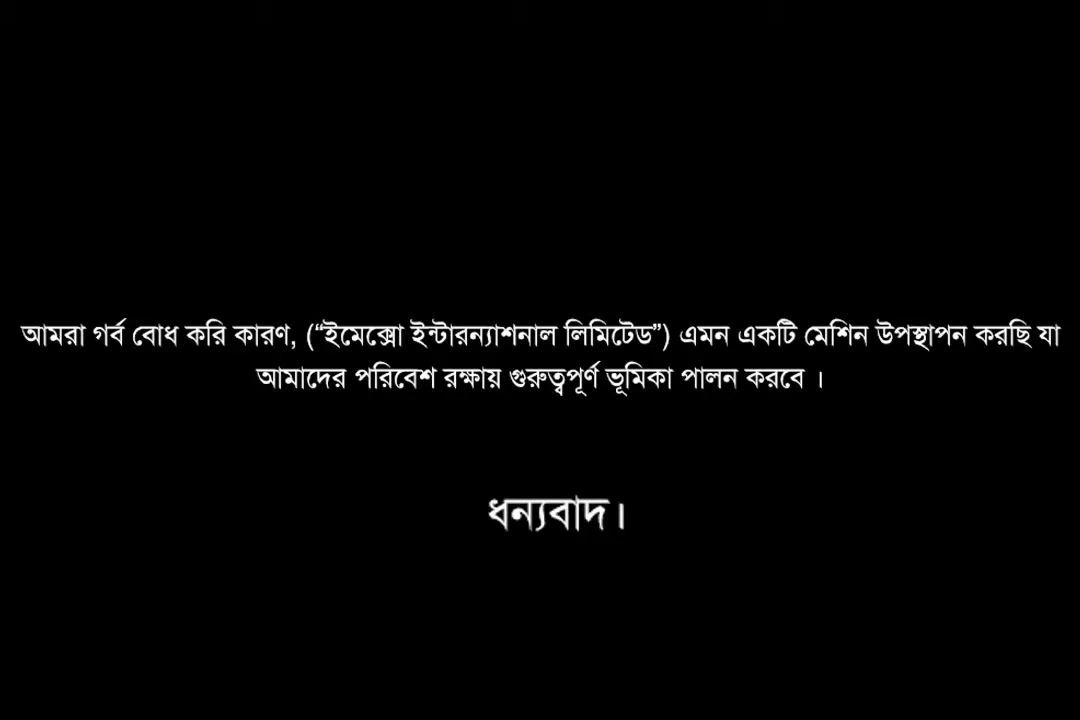 আমরা গর্ব বোধ করি কারণ, (“ইমেক্সো ইন্টারন্যাশনাল লিমিটেড”) এমন একটি মেশিন উপস্থাপন করছি যা
আমাদের পরিবেশ রক্ষায় গুরুত্বপূর্ণ ভূমিকা পালন করবে ।
ধন্যবাদ।